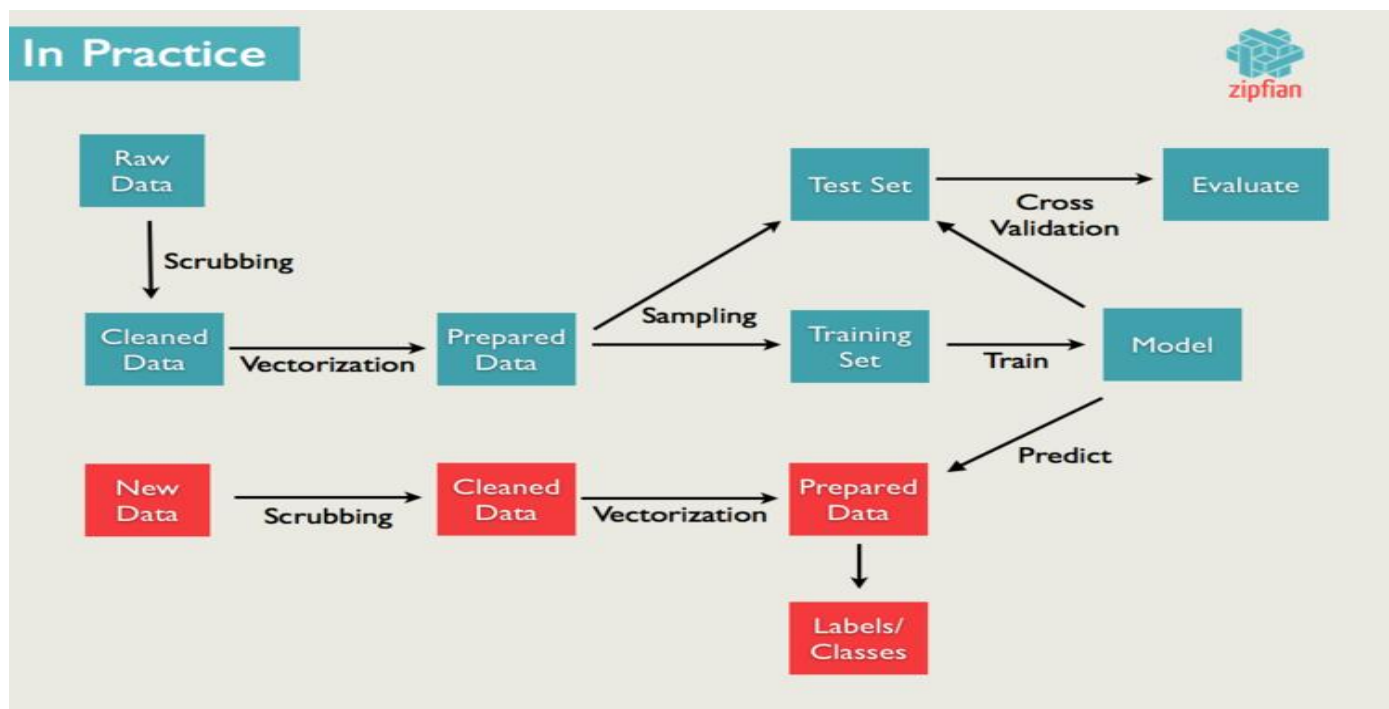 In Practice
zipfian
Raw
Data
Test Set
Evaluate
Cross
Validation
Scrubbing
Cleaned
Data
Vectorization
Prepared
Data
Sampling
Training
Set
Train
Model
Predict
New
Data
Scrubbing
Cleaned
Data
Vectorization
Prepared
Data
Labels/
Classes